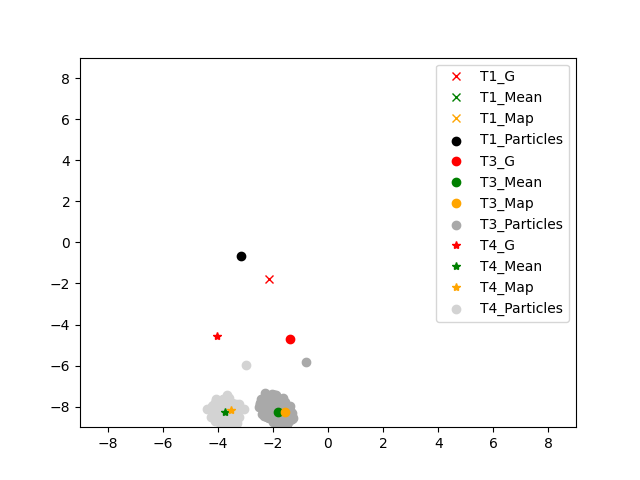 8
6
4
2
0
−2
−4
−6
−8
−8 −6 −4 −2 0 2 4 6 8
T1_G
T1_Mean
T1_Map
T1_Particles
T3_G
T3_Mean
T3_Map
T3_Particles
T4_G
T4_Mean
T4_Map
T4_Particles